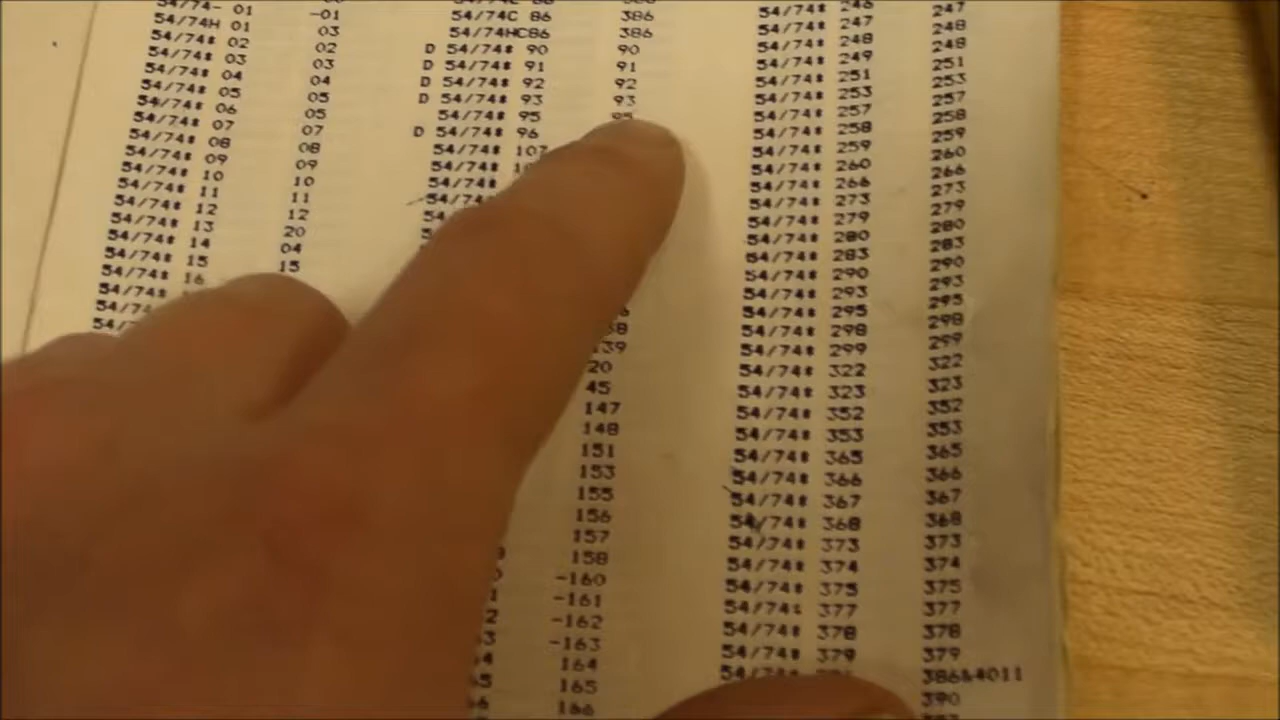 54/74- 01 -01
54/74H 01 03
54/74* 02 02
54/74* 03 03
54/74* 04 04
54/74* 05 05
54/74* 06 05
54/74* 07 07
54/74* 08 08
54/74* 09 09
54/74* 10 10
54/74* 11 11
54/74* 12 12
54/74* 13 20
54/74* 14 04
54/74* 15 15
54/74* 16
54/74*
54/74C 86 386
54/74HC86 386
D 54/74* 90 90
D 54/74* 91 91
D 54/74* 92 92
D 54/74* 93 93
54/74* 95 95
D 54/74* 96
54/74* 107
54/74*
54/74*
139
20
45
147
148
151
153
155
156
157
158
-160
-161
-162
-163
164
165
166
54/74* 246
54/74* 247 247
54/74* 248 248
54/74* 249 248
54/74* 251 251
54/74* 253 253
54/74* 257 257
54/74* 258 258
54/74* 259 259
54/74* 260 260
54/74* 266 266
54/74* 273 273
54/74* 279 279
54/74* 280 280
54/74* 283 283
54/74* 290 290
54/74* 293 293
54/74* 295 295
54/74* 298 298
54/74* 299 299
54/74* 322 322
54/74* 323 323
54/74* 352 352
54/74* 353 353
54/74* 365 365
54/74* 366 366
54/74* 367 367
54/74* 368 368
54/74* 373 373
54/74* 374 374
54/74* 375 375
54/74* 377 377
54/74* 378 378
54/74* 379 379
54/74* 386&4011
390